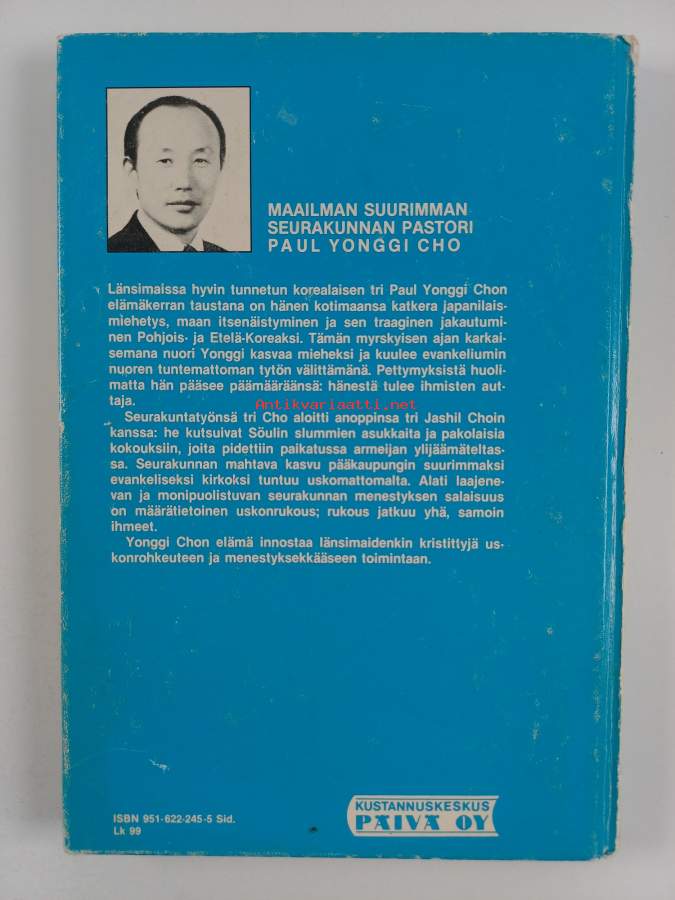 MAAILMAN SUURIMMAN
SEURAKUNNAN PASTORI
PAUL YONGGI CHO
Länsimaissa hyvin tunnetun korealaisen tri Paul Yonggi Chon
elämäkerran taustana on hänen kotimaansa katkera japanilais-
miehetys, maan itsenäistyminen ja sen traaginen jakautumi-
nen Pohjois- ja Etelä-Koreaksi. Tämän myrskyisen ajan karkai-
semana nuori Yonggi kasvaa mieheksi ja kuulee evankeliumin
nuoren tuntemattoman tytön välittämänä. Pettymyksistä huoli-
matta hän pääsee päämääräänsä: hänestä tulee ihmisten aut-
taja.
Antikvariaatti.net
Seurakuntatyönsä tri Cho aloitti anoppinsa tri Jashil Choin
kanssa: he kutsuivat Söulin slummien asukkaita ja pakolaisia
kokouksiin, joita pidettiin paikatussa armeijan ylijäämäteltas-
sa. Seurakunnan mahtava kasvu pääkaupungin suurimmaksi
evankeliseksi kirkoksi tuntuu uskomattomalta. Alati laajene-
van ja monipuolistuvan seurakunnan menestyksen salaisuus
on määrätietoinen uskonrukous; rukous jatkuu yhä, samoin
ihmeet.
Yonggi Chon elämä innostaa länsimaidenkin kristittyjä us-
konrohkeuteen ja menestyksekkääseen toimintaan.
ISBN 951-622-245-5 Sid.
Lk 99
KUSTANNUSKESKUS
PÄIVÄ OY